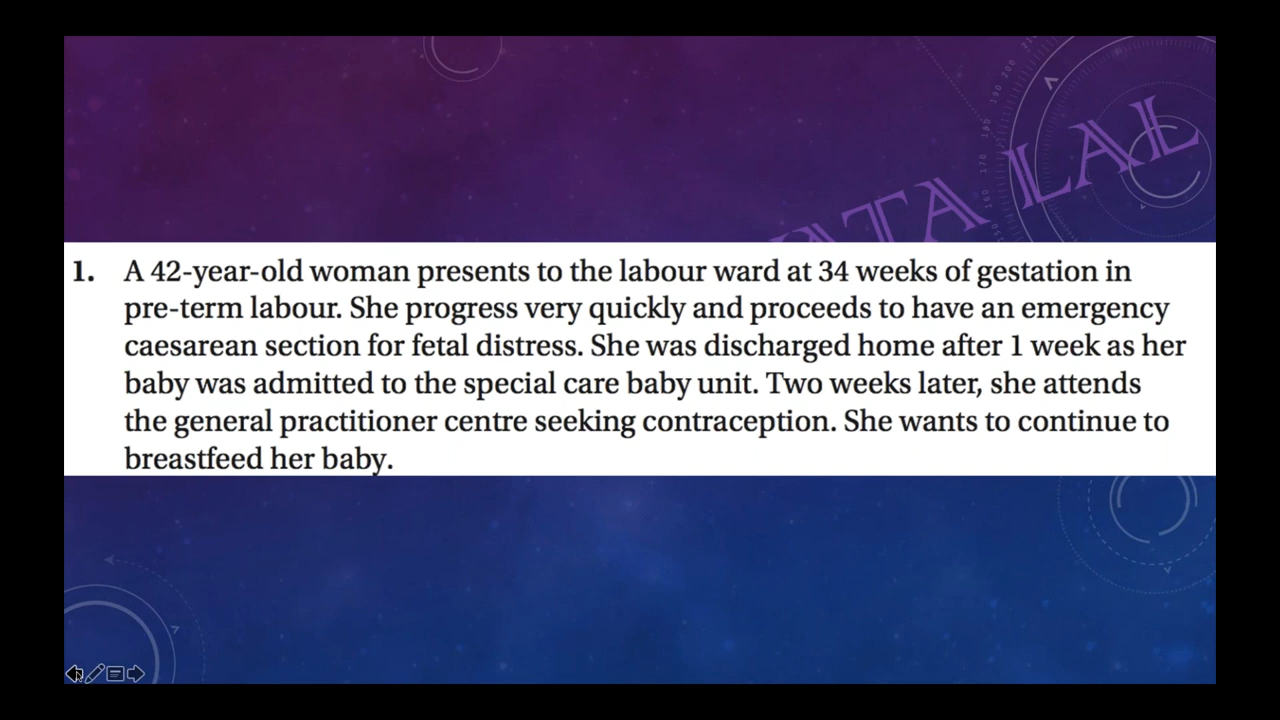 ATA LAL
1. A 42-year-old woman presents to the labour ward at 34 weeks of gestation in
pre-term labour. She progress very quickly and proceeds to have an emergency
caesarean section for fetal distress. She was discharged home after 1 week as her
baby was admitted to the special care baby unit. Two weeks later, she attends
the general practitioner centre seeking contraception. She wants to continue to
breastfeed her baby.